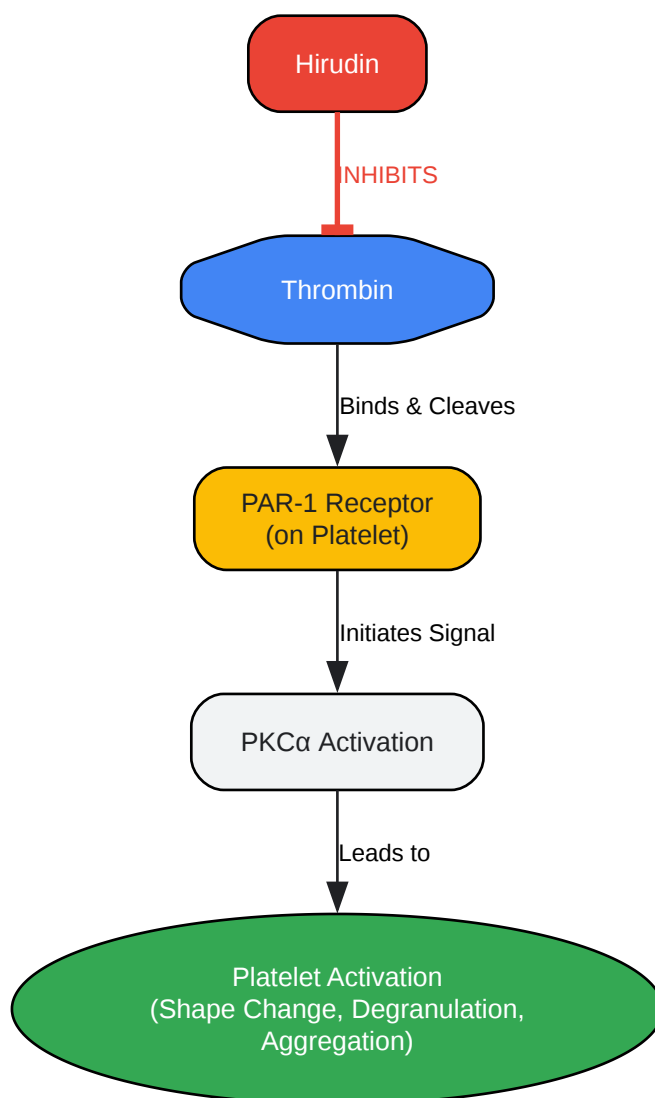 Hirudin
INHIBITS
Thrombin
Binds & Cleaves
PAR-1 Receptor
(on Platelet)
Initiates Signal
PKCα Activation
Leads to
Platelet Activation
(Shape Change, Degranulation,
Aggregation)